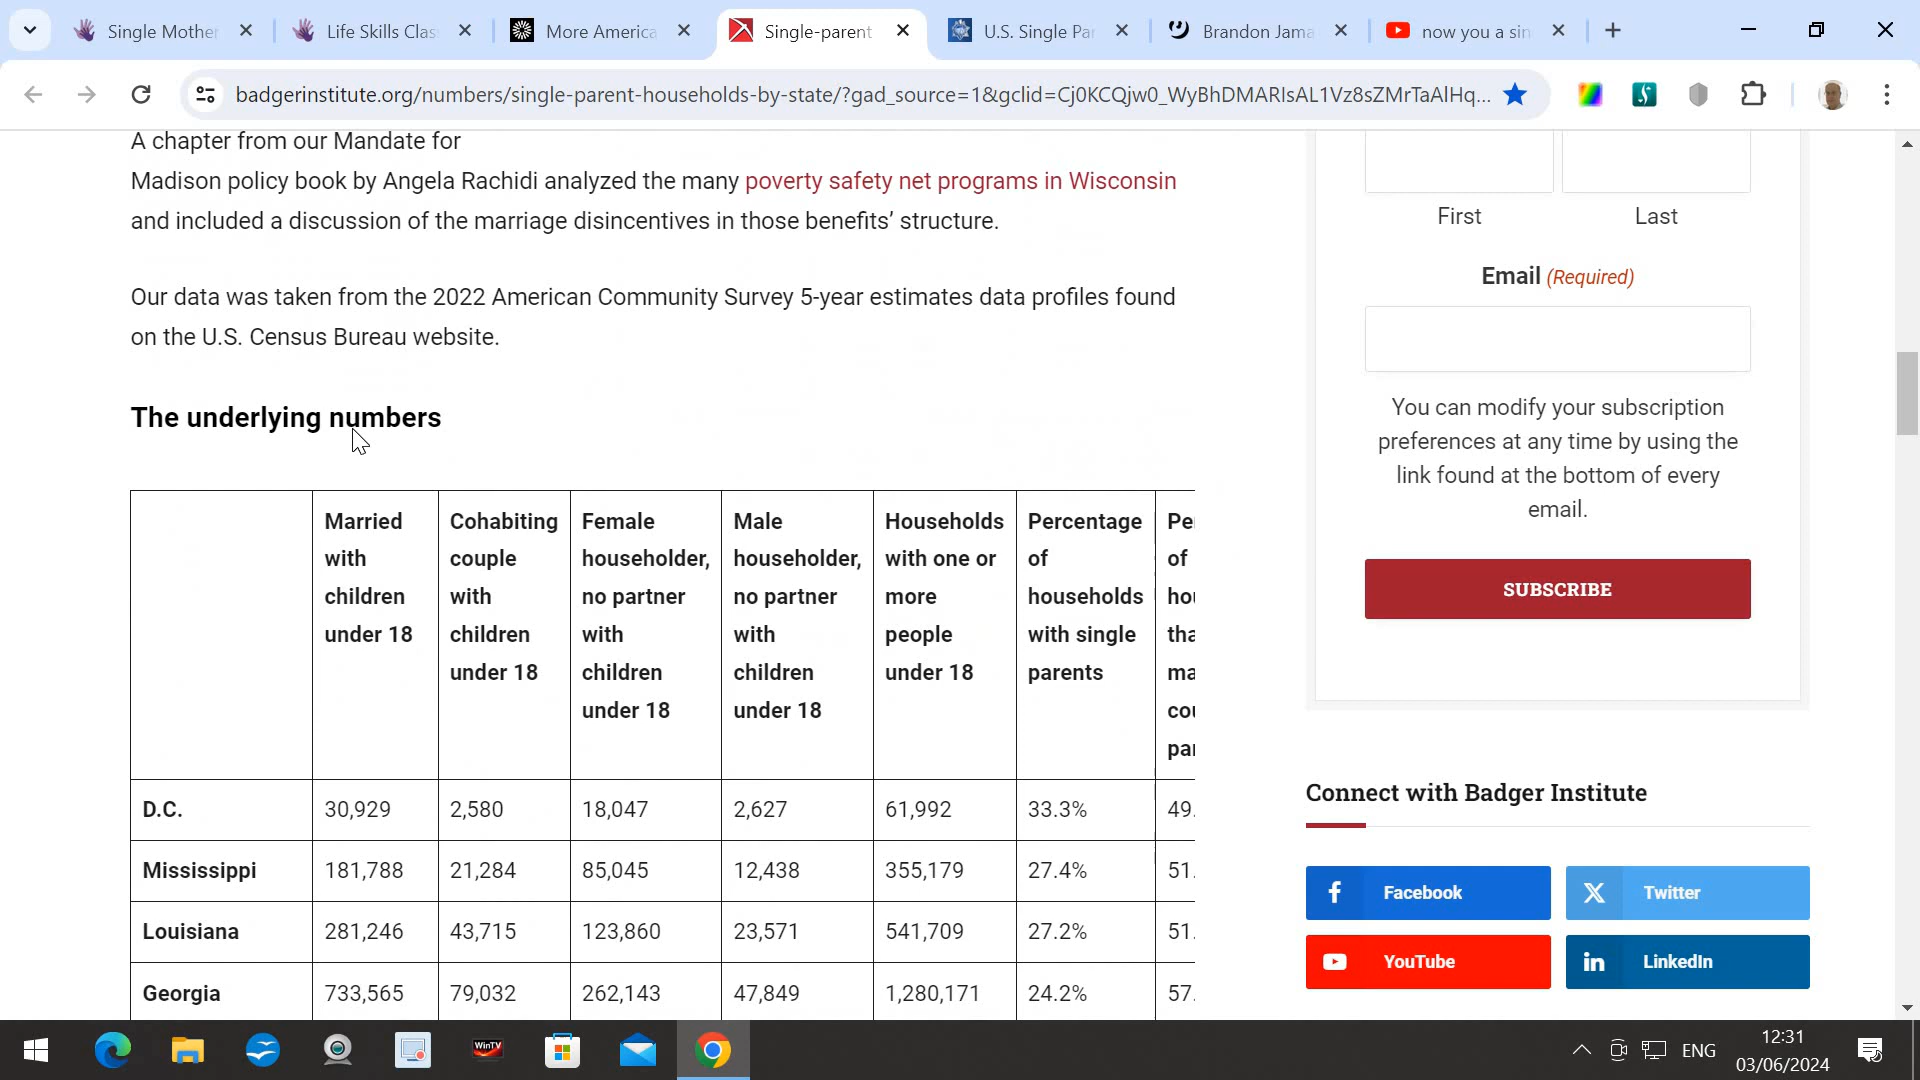 Single Mother
Life Skills Clas
More America
Single-parent
U.S. Single Par
Brandon Jama
now you a sin
badgerinstitute.org/numbers/single-parent-households-by-state/?gad_source=1&gclid=Cj0KCQjw0_WyBhDMARIsAL1Vz8sZMrTaAlHq...
A chapter from our Mandate for
Madison policy book by Angela Rachidi analyzed the many poverty safety net programs in Wisconsin
and included a discussion of the marriage disincentives in those benefits’ structure.
Our data was taken from the 2022 American Community Survey 5-year estimates data profiles found
on the U.S. Census Bureau website.
The underlying numbers
Married with children under 18
Cohabiting couple with children under 18
Female householder, no partner with children under 18
Male householder, no partner with children under 18
Households with one or more people under 18
Percentage of households with single parents
D.C. 30,929 2,580 18,047 2,627 61,992 33.3% 49.
Mississippi 181,788 21,284 85,045 12,438 355,179 27.4% 51.
Louisiana 281,246 43,715 123,860 23,571 541,709 27.2% 51.
Georgia 733,565 79,032 262,143 47,849 1,280,171 24.2% 57.
First
Last
Email (Required)
You can modify your subscription
preferences at any time by using the
link found at the bottom of every
email.
SUBSCRIBE
Connect with Badger Institute
Facebook
Twitter
YouTube
LinkedIn
WinTV
ENG
12:31
03/06/2024